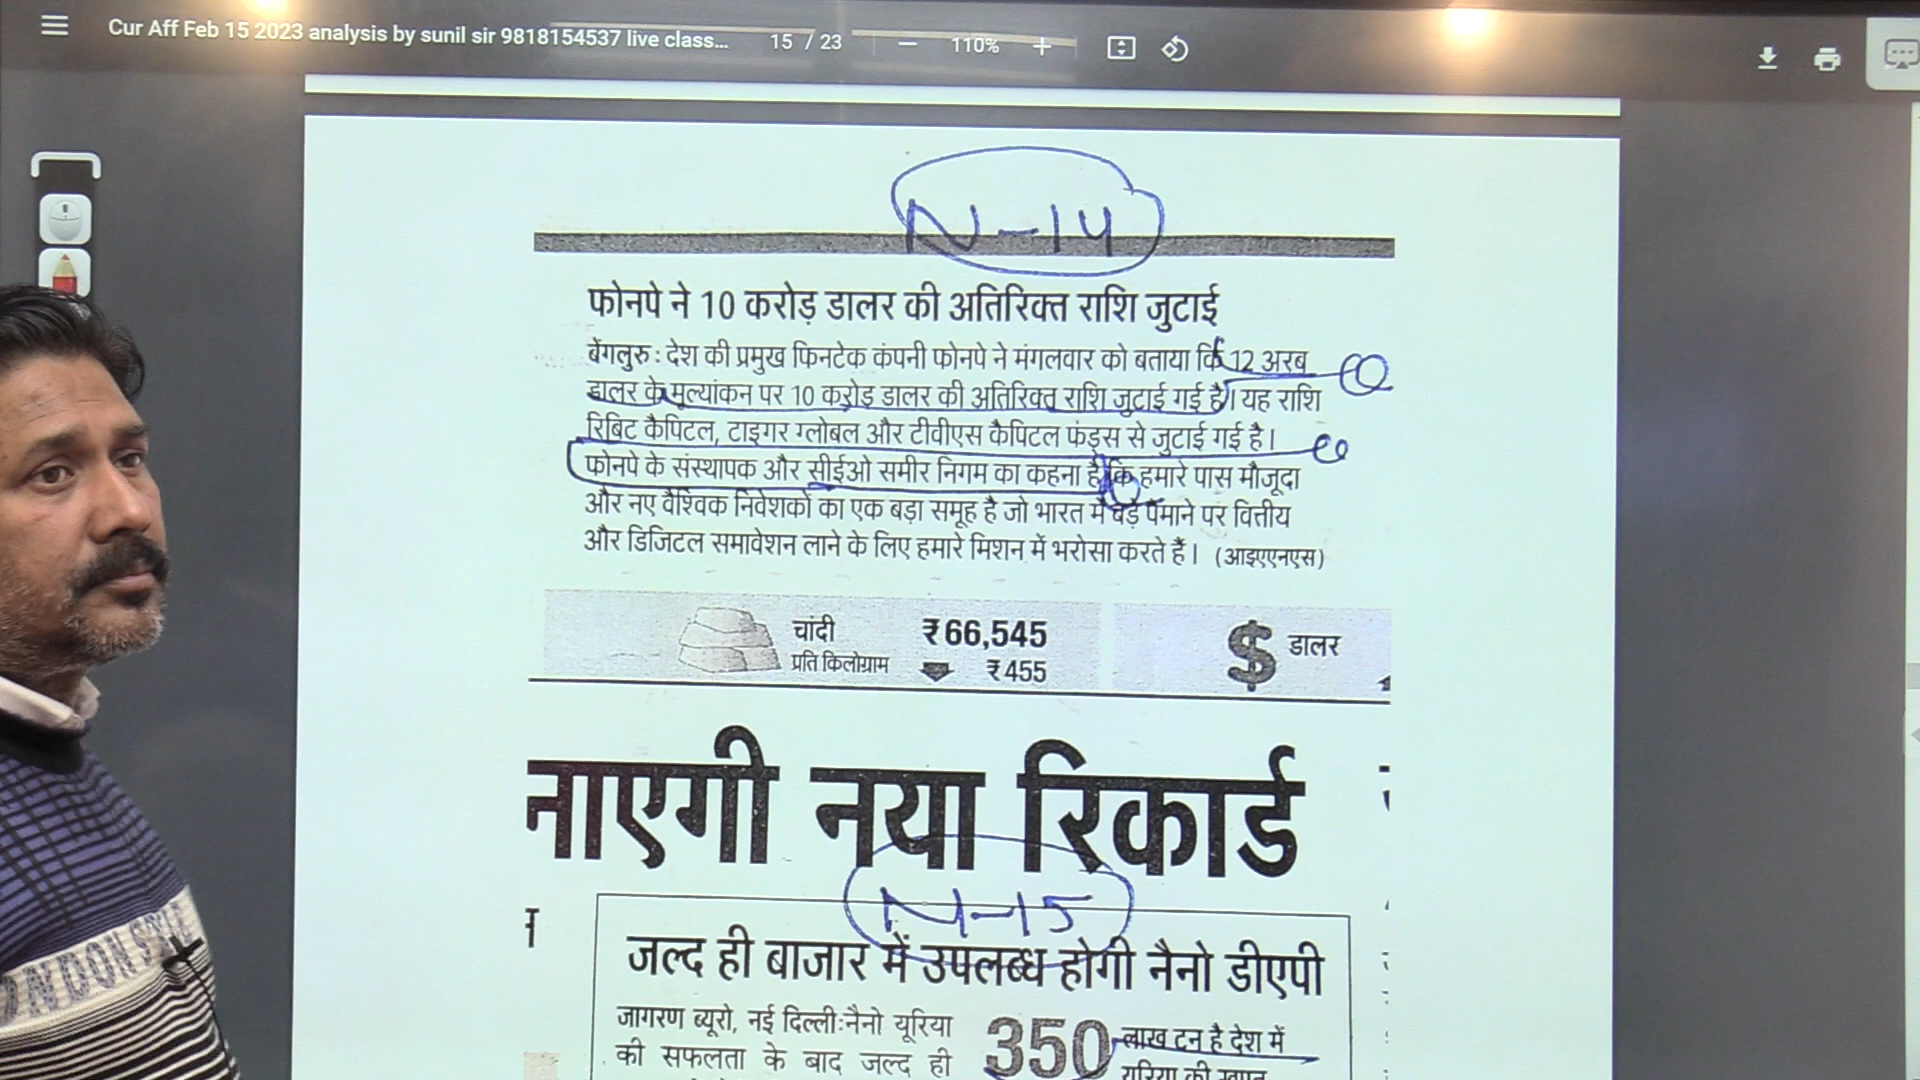 Cur Aff Feb 15 2023 analysis by sunil sir 9818154537 live class... 15 / 23 110%
N-14
फोनपे ने 10 करोड़ डालर की अतिरिक्त राशि जुटाई
बेंगलुरु: देश की प्रमुख फिनटेक कंपनी फोनपे ने मंगलवार को बताया कि 12 अरब
डालर के मूल्यांकन पर 10 करोड़ डालर की अतिरिक्त राशि जुटाई गई है। यह राशि
रिबिट कैपिटल, टाइगर ग्लोबल और टीवीएस कैपिटल फंड्स से जुटाई गई है।
फोनपे के संस्थापक और सीईओ समीर निगम का कहना है कि हमारे पास मौजूदा
और नए वैश्विक निवेशकों का एक बड़ा समूह है जो भारत में बड़े पैमाने पर वित्तीय
और डिजिटल समावेशन लाने के लिए हमारे मिशन में भरोसा करते हैं। (आइएएनएस)
चांदी ₹66,545 $ डालर
प्रति किलोग्राम ₹455
नाएगी नया रिकार्ड
N-15
जल्द ही बाजार में उपलब्ध होगी नैनो डीएपी
जागरण ब्यूरो, नई दिल्ली: नैनो यूरिया 350 लाख टन है देश में
की सफलता के बाद जल्द ही यूरिया की खपत
ONDON STYLE